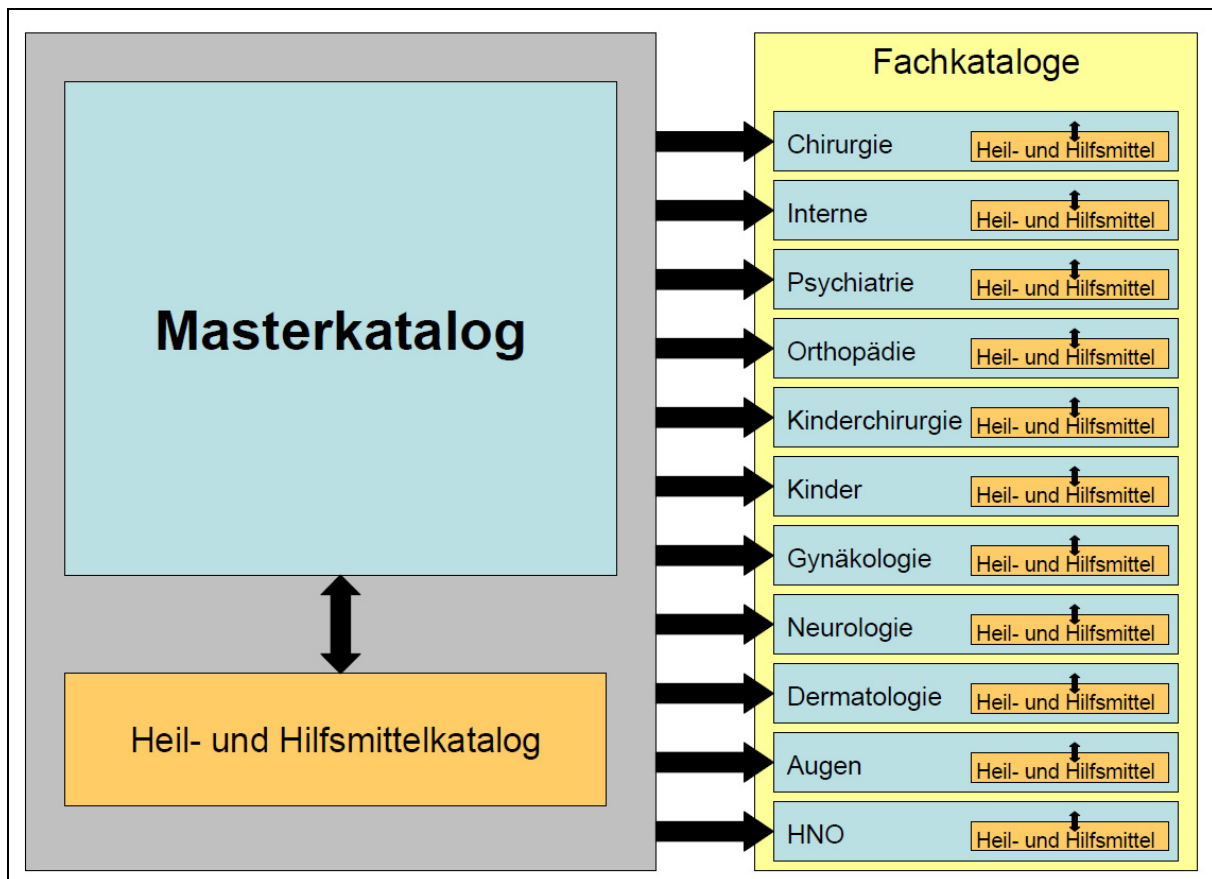 Masterkatalog
Heil- und Hilfsmittelkatalog
Fachkataloge
Chirurgie Heil- und Hilfsmittel
Interne Heil- und Hilfsmittel
Psychiatrie Heil- und Hilfsmittel
Orthopädie Heil- und Hilfsmittel
Kinderchirurgie Heil- und Hilfsmittel
Kinder Heil- und Hilfsmittel
Gynäkologie Heil- und Hilfsmittel
Neurologie Heil- und Hilfsmittel
Dermatologie Heil- und Hilfsmittel
Augen Heil- und Hilfsmittel
HNO Heil- und Hilfsmittel